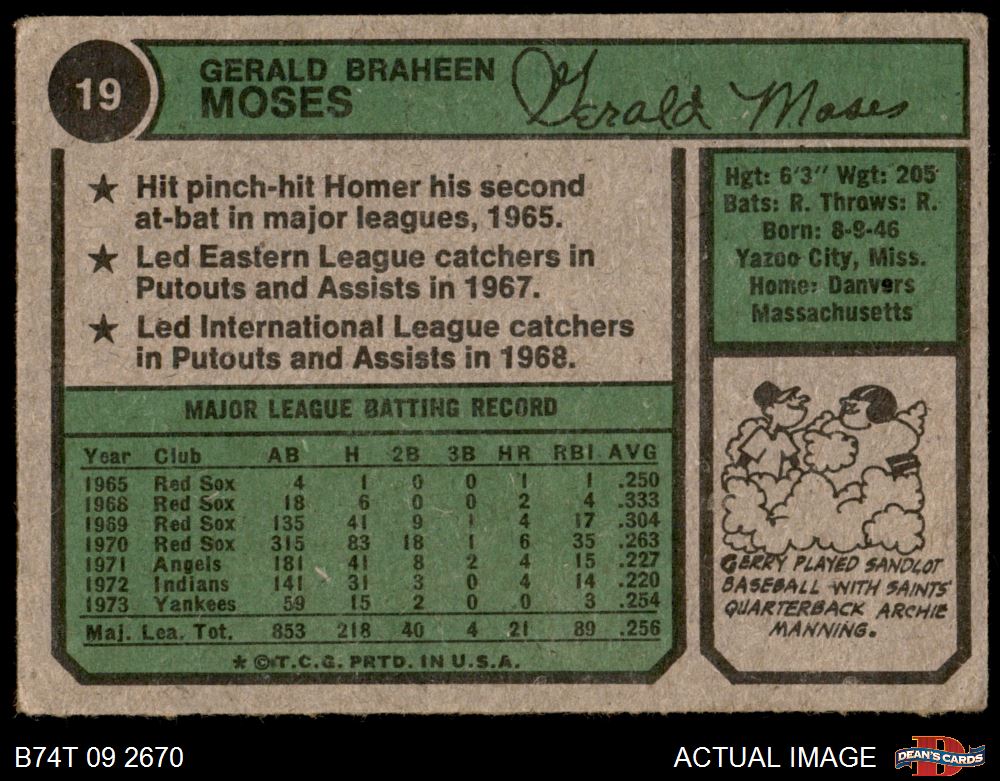 19
GERALD BRAHEEN
MOSES
Gerald Moses
★ Hit pinch-hit Homer his second
at-bat in major leagues, 1965.
★ Led Eastern League catchers in
Putouts and Assists in 1967.
★ Led International League catchers
in Putouts and Assists in 1968.
Hgt: 6'3" Wgt: 205
Bats: R. Throws: R.
Born: 8-9-46
Yazoo City, Miss.
Home: Danvers
Massachusetts
MAJOR LEAGUE BATTING RECORD
Year Club AB H 2B 3B HR RBI AVG
1965 Red Sox 4 1 0 0 1 1 .250
1968 Red Sox 18 6 0 0 2 4 .333
1969 Red Sox 135 41 9 1 4 17 .304
1970 Red Sox 315 83 18 1 6 35 .263
1971 Angels 181 41 8 2 4 15 .227
1972 Indians 141 31 3 0 4 14 .220
1973 Yankees 59 15 2 0 0 3 .254
Maj. Lea. Tot. 853 218 40 4 21 89 .256
★ ©T.C.G. PRTD. IN U.S.A.
GERRY PLAYED SANDLOT
BASEBALL WITH SAINTS'
QUARTERBACK ARCHIE
MANNING.
B74T 09 2670
ACTUAL IMAGE
D
DEAN'S CARDS